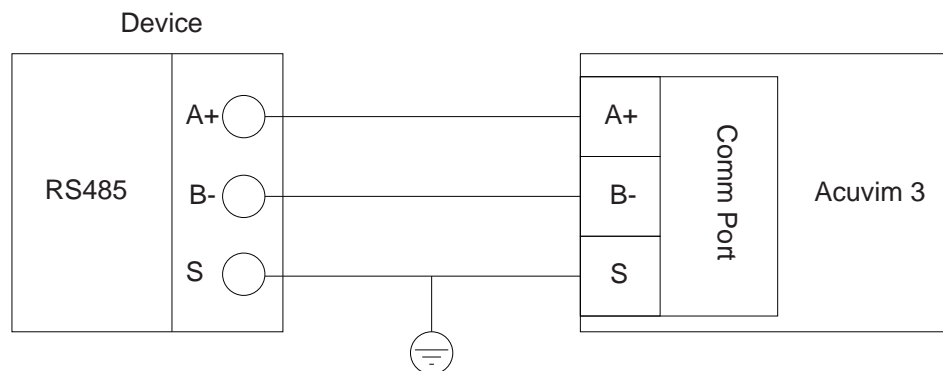 Device
RS485
A+
B-
S
A+
B-
S
Comm Port
Acuvim 3